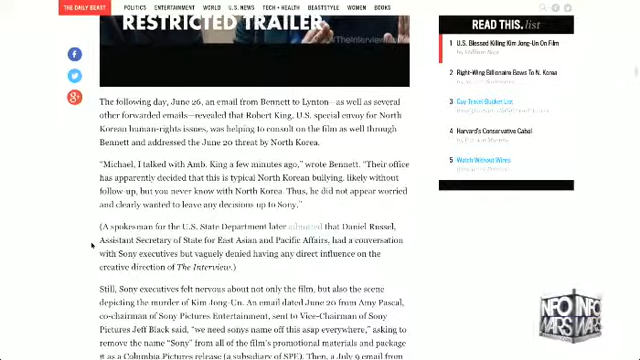 THE DAILY BEAST
POLITICS
ENTERTAINMENT
WORLD
U.S. NEWS
TECH + HEALTH
BEASTSTYLE
WOMEN
BOOKS
RESTRICTED TRAILER
#TheInterview
The following day, June 26, an email from Bennett to Lynton—as well as several
other forwarded emails—revealed that Robert King, U.S. special envoy for North
Korean human-rights issues, was helping to consult on the film as well through
Bennett and addressed the June 20 threat by North Korea.
“Michael, I talked with Amb. King a few minutes ago,” wrote Bennett. “Their office
has apparently decided that this is typical North Korean bullying, likely without
follow-up, but you never know with North Korea. Thus, he did not appear worried
and clearly wanted to leave any decisions up to Sony.”
(A spokesman for the U.S. State Department later admitted that Daniel Russel,
Assistant Secretary of State for East Asian and Pacific Affairs, had a conversation
with Sony executives but vaguely denied having any direct influence on the
creative direction of The Interview.)
Still, Sony executives felt nervous about not only the film, but also the scene
depicting the murder of Kim Jong-Un. An email dated June 20 from Amy Pascal,
co-chairman of Sony Pictures Entertainment, sent to Vice-Chairman of Sony
Pictures Jeff Black said, “we need sonys name off this asap everywhere,” asking to
remove the name “Sony” from all of the film’s promotional materials and package
it as a Columbia Pictures release (a subsidiary of SPE). Then, a July 9 email from
READ THIS.list
1 U.S. Blessed Killing Kim Jong-Un On Film
2 Right-Wing Billionaire Bows To N. Korea
3 Gay Travel Bucket List
4 Harvard's Conservative Cabal
5 Watch Without Wires
INFO WARS
INFO WARS